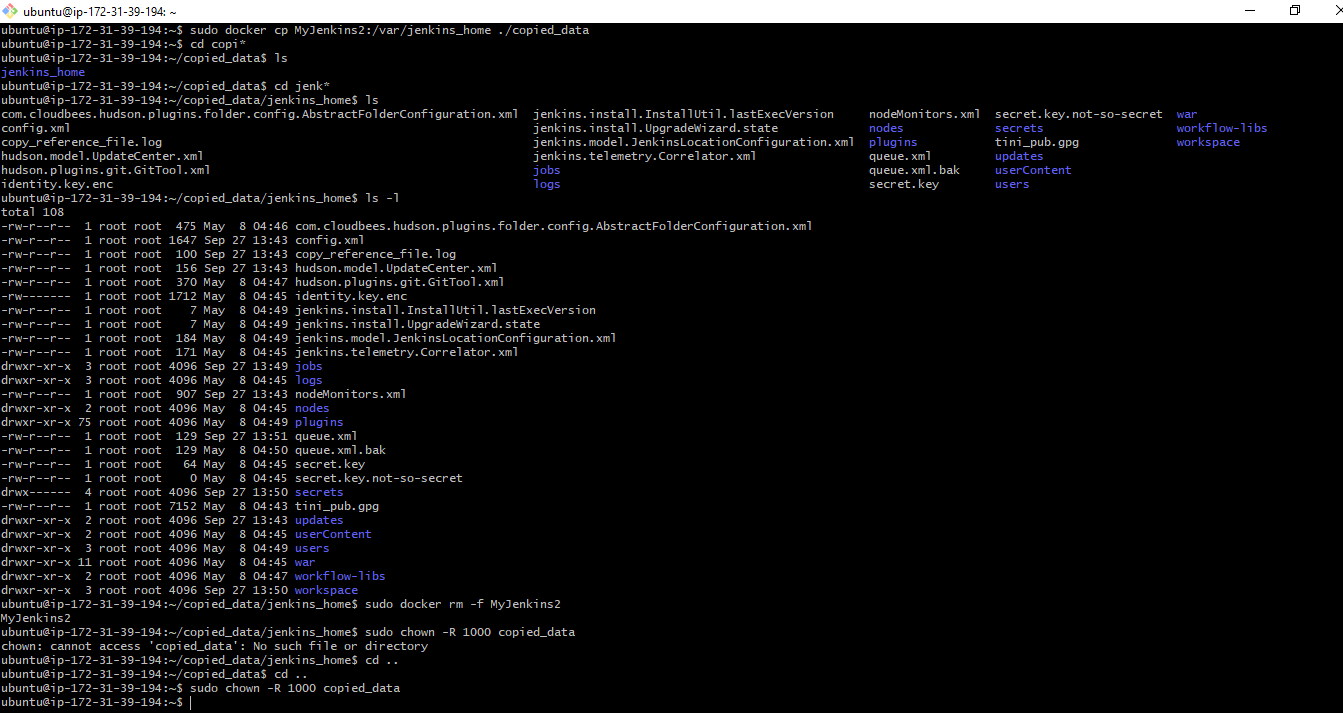 ubuntu@ip-172-31-39-194: ~
ubuntu@ip-172-31-39-194:~$ sudo docker cp MyJenkins2:/var/jenkins_home ./copied_data
ubuntu@ip-172-31-39-194:~$ cd copi*
ubuntu@ip-172-31-39-194:~/copied_data$ ls
jenkins_home
ubuntu@ip-172-31-39-194:~/copied_data$ cd jenk*
ubuntu@ip-172-31-39-194:~/copied_data/jenkins_home$ ls
com.cloudbees.hudson.plugins.folder.config.AbstractFolderConfiguration.xml  jenkins.install.InstallUtil.lastExecVersion     nodeMonitors.xml  secret.key.not-so-secret  war
config.xml                                                                  jenkins.install.UpgradeWizard.state             nodes             secrets                   workflow-libs
copy_reference_file.log                                                     jenkins.model.JenkinsLocationConfiguration.xml  plugins           tini_pub.gpg              workspace
hudson.model.UpdateCenter.xml                                               jenkins.telemetry.Correlator.xml                queue.xml         updates
hudson.plugins.git.GitTool.xml                                              jobs                                            queue.xml.bak     userContent
identity.key.enc                                                            logs                                            secret.key        users
ubuntu@ip-172-31-39-194:~/copied_data/jenkins_home$ ls -l
total 108
-rw-r--r--  1 root root  475 May  8 04:46 com.cloudbees.hudson.plugins.folder.config.AbstractFolderConfiguration.xml
-rw-r--r--  1 root root 1647 Sep 27 13:43 config.xml
-rw-r--r--  1 root root  100 Sep 27 13:43 copy_reference_file.log
-rw-r--r--  1 root root  156 Sep 27 13:43 hudson.model.UpdateCenter.xml
-rw-r--r--  1 root root  370 May  8 04:47 hudson.plugins.git.GitTool.xml
-rw-------  1 root root 1712 May  8 04:45 identity.key.enc
-rw-r--r--  1 root root    7 May  8 04:49 jenkins.install.InstallUtil.lastExecVersion
-rw-r--r--  1 root root    7 May  8 04:49 jenkins.install.UpgradeWizard.state
-rw-r--r--  1 root root  184 May  8 04:49 jenkins.model.JenkinsLocationConfiguration.xml
-rw-r--r--  1 root root  171 May  8 04:45 jenkins.telemetry.Correlator.xml
drwxr-xr-x  3 root root 4096 Sep 27 13:49 jobs
drwxr-xr-x  3 root root 4096 May  8 04:45 logs
-rw-r--r--  1 root root  907 Sep 27 13:43 nodeMonitors.xml
drwxr-xr-x  2 root root 4096 May  8 04:45 nodes
drwxr-xr-x 75 root root 4096 May  8 04:49 plugins
-rw-r--r--  1 root root  129 Sep 27 13:51 queue.xml
-rw-r--r--  1 root root  129 May  8 04:50 queue.xml.bak
-rw-r--r--  1 root root   64 May  8 04:45 secret.key
-rw-r--r--  1 root root    0 May  8 04:45 secret.key.not-so-secret
drwx------  4 root root 4096 Sep 27 13:50 secrets
-rw-r--r--  1 root root 7152 May  8 04:43 tini_pub.gpg
drwxr-xr-x  2 root root 4096 Sep 27 13:43 updates
drwxr-xr-x  2 root root 4096 May  8 04:45 userContent
drwxr-xr-x  3 root root 4096 May  8 04:49 users
drwxr-xr-x 11 root root 4096 May  8 04:45 war
drwxr-xr-x  2 root root 4096 May  8 04:47 workflow-libs
drwxr-xr-x  3 root root 4096 Sep 27 13:50 workspace
ubuntu@ip-172-31-39-194:~/copied_data/jenkins_home$ sudo docker rm -f MyJenkins2
MyJenkins2
ubuntu@ip-172-31-39-194:~/copied_data/jenkins_home$ sudo chown -R 1000 copied_data
chown: cannot access 'copied_data': No such file or directory
ubuntu@ip-172-31-39-194:~/copied_data/jenkins_home$ cd ..
ubuntu@ip-172-31-39-194:~/copied_data$ cd ..
ubuntu@ip-172-31-39-194:~$ sudo chown -R 1000 copied_data
ubuntu@ip-172-31-39-194:~$